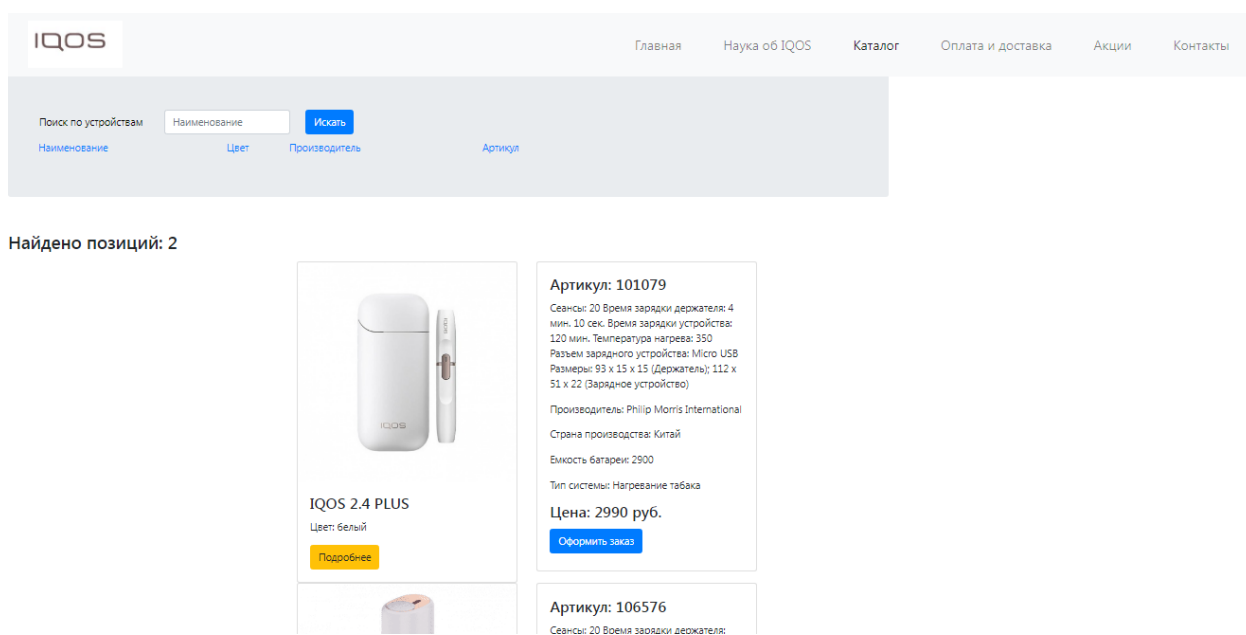 IQOS
Главная Наука об IQOS Каталог Оплата и доставка Акции Контакты
Поиск по устройствам Наименование Искать
Наименование Цвет Производитель Артикул
Найдено позиций: 2
IQOS
IQOS
IQOS 2.4 PLUS
Цвет: белый
Подробнее
Артикул: 101079
Сеансы: 20 Время зарядки держателя: 4
мин. 10 сек. Время зарядки устройства:
120 мин. Температура нагрева: 350
Разъем зарядного устройства: Micro USB
Размеры: 93 x 15 x 15 (Держатель); 112 x
51 x 22 (Зарядное устройство)
Производитель: Philip Morris International
Страна производства: Китай
Емкость батареи: 2900
Тип системы: Нагревание табака
Цена: 2990 руб.
Оформить заказ
Артикул: 106576
Сеансы: 20 Время зарядки держателя: